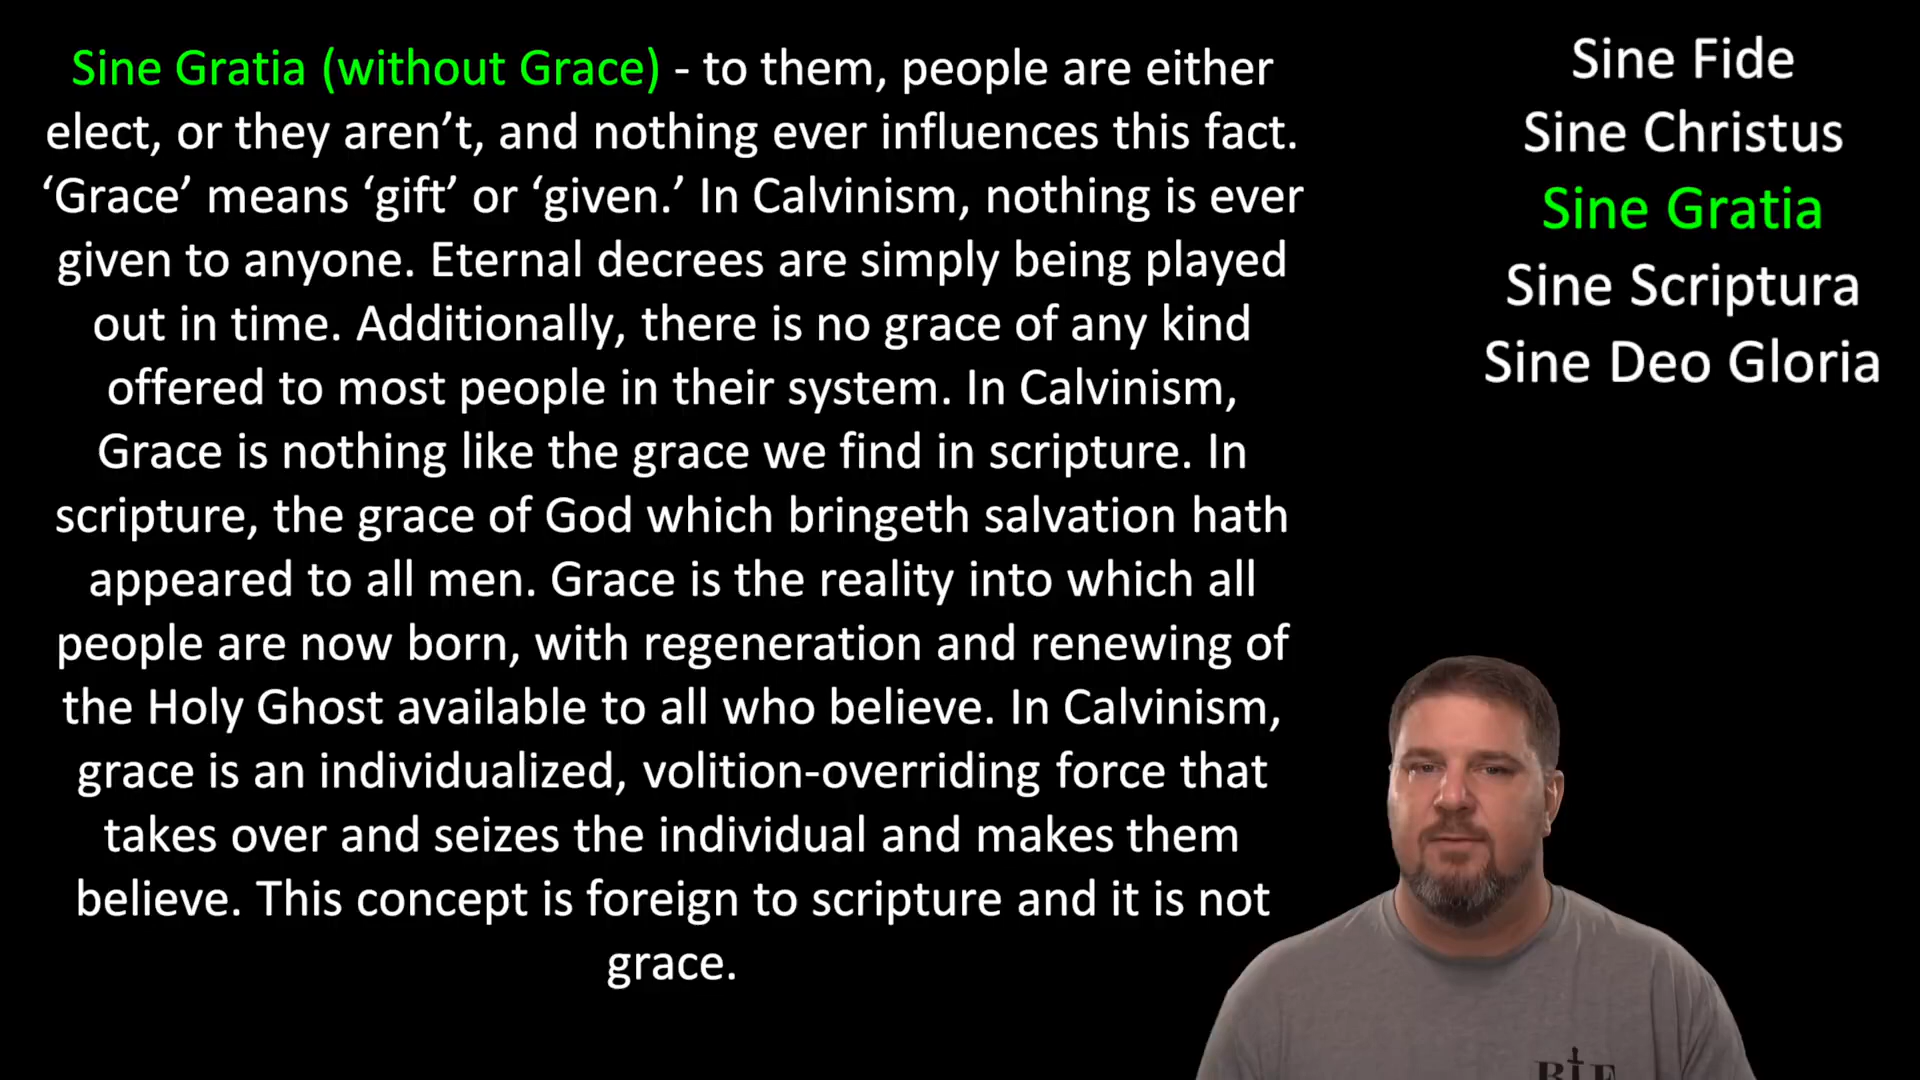 Sine Gratia (without Grace) - to them, people are either
elect, or they aren’t, and nothing ever influences this fact.
‘Grace’ means ‘gift’ or ‘given.’ In Calvinism, nothing is ever
given to anyone. Eternal decrees are simply being played
out in time. Additionally, there is no grace of any kind
offered to most people in their system. In Calvinism,
Grace is nothing like the grace we find in scripture. In
scripture, the grace of God which bringeth salvation hath
appeared to all men. Grace is the reality into which all
people are now born, with regeneration and renewing of
the Holy Ghost available to all who believe. In Calvinism,
grace is an individualized, volition-overriding force that
takes over and seizes the individual and makes them
believe. This concept is foreign to scripture and it is not
grace.
Sine Fide
Sine Christus
Sine Gratia
Sine Scriptura
Sine Deo Gloria